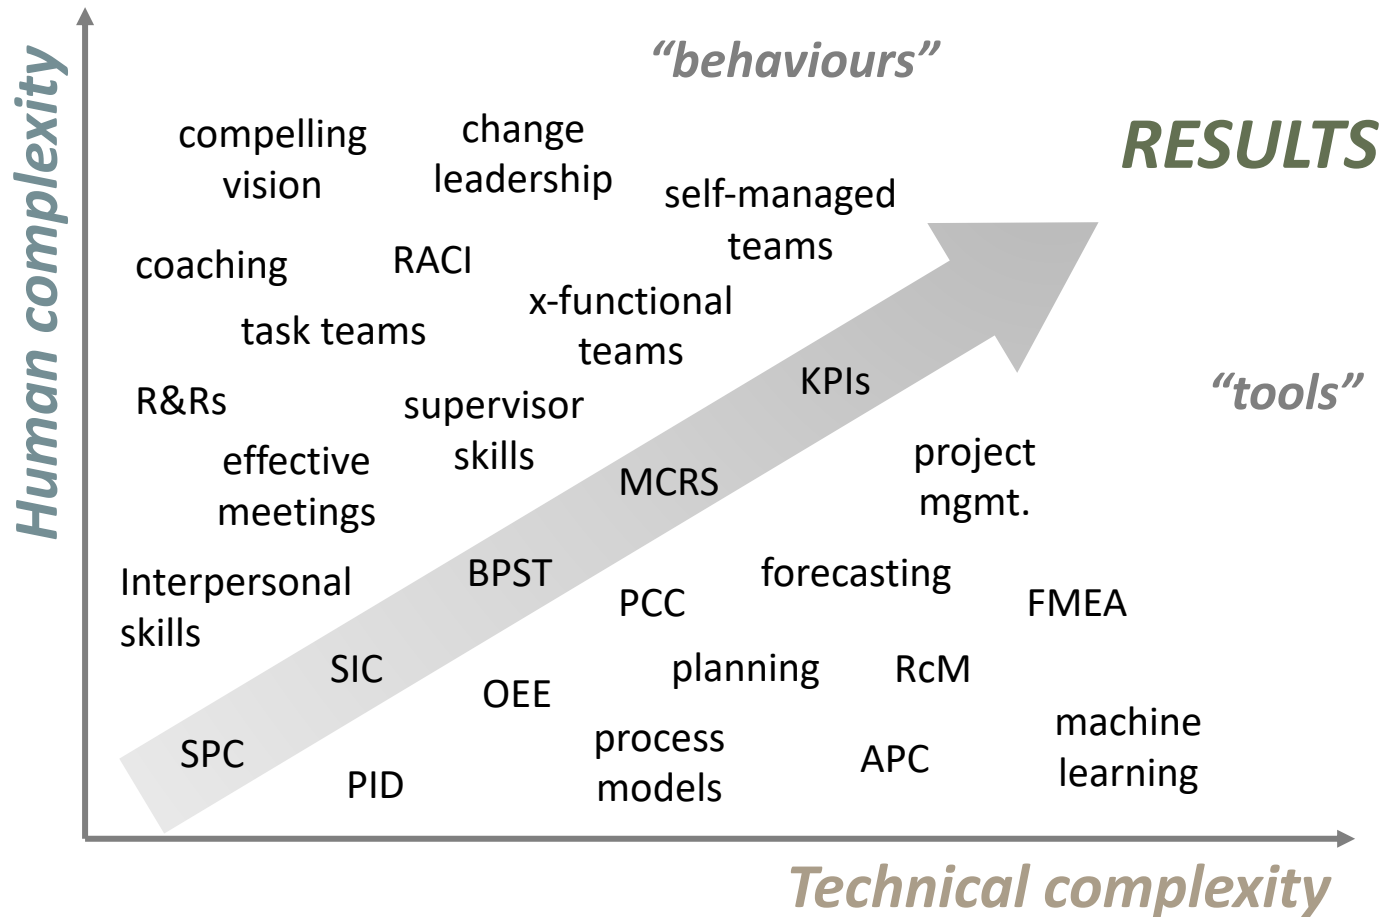 Human complexity
“behaviours”
RESULTS
compelling
vision
change
leadership
self-managed
teams
coaching
RACI
x-functional
teams
task teams
KPIs
“tools”
R&Rs
supervisor
skills
effective
meetings
MCRS
project
mgmt.
Interpersonal
skills
BPST
PCC
forecasting
FMEA
SIC
OEE
planning
RcM
SPC
PID
process
models
APC
machine
learning
Technical complexity